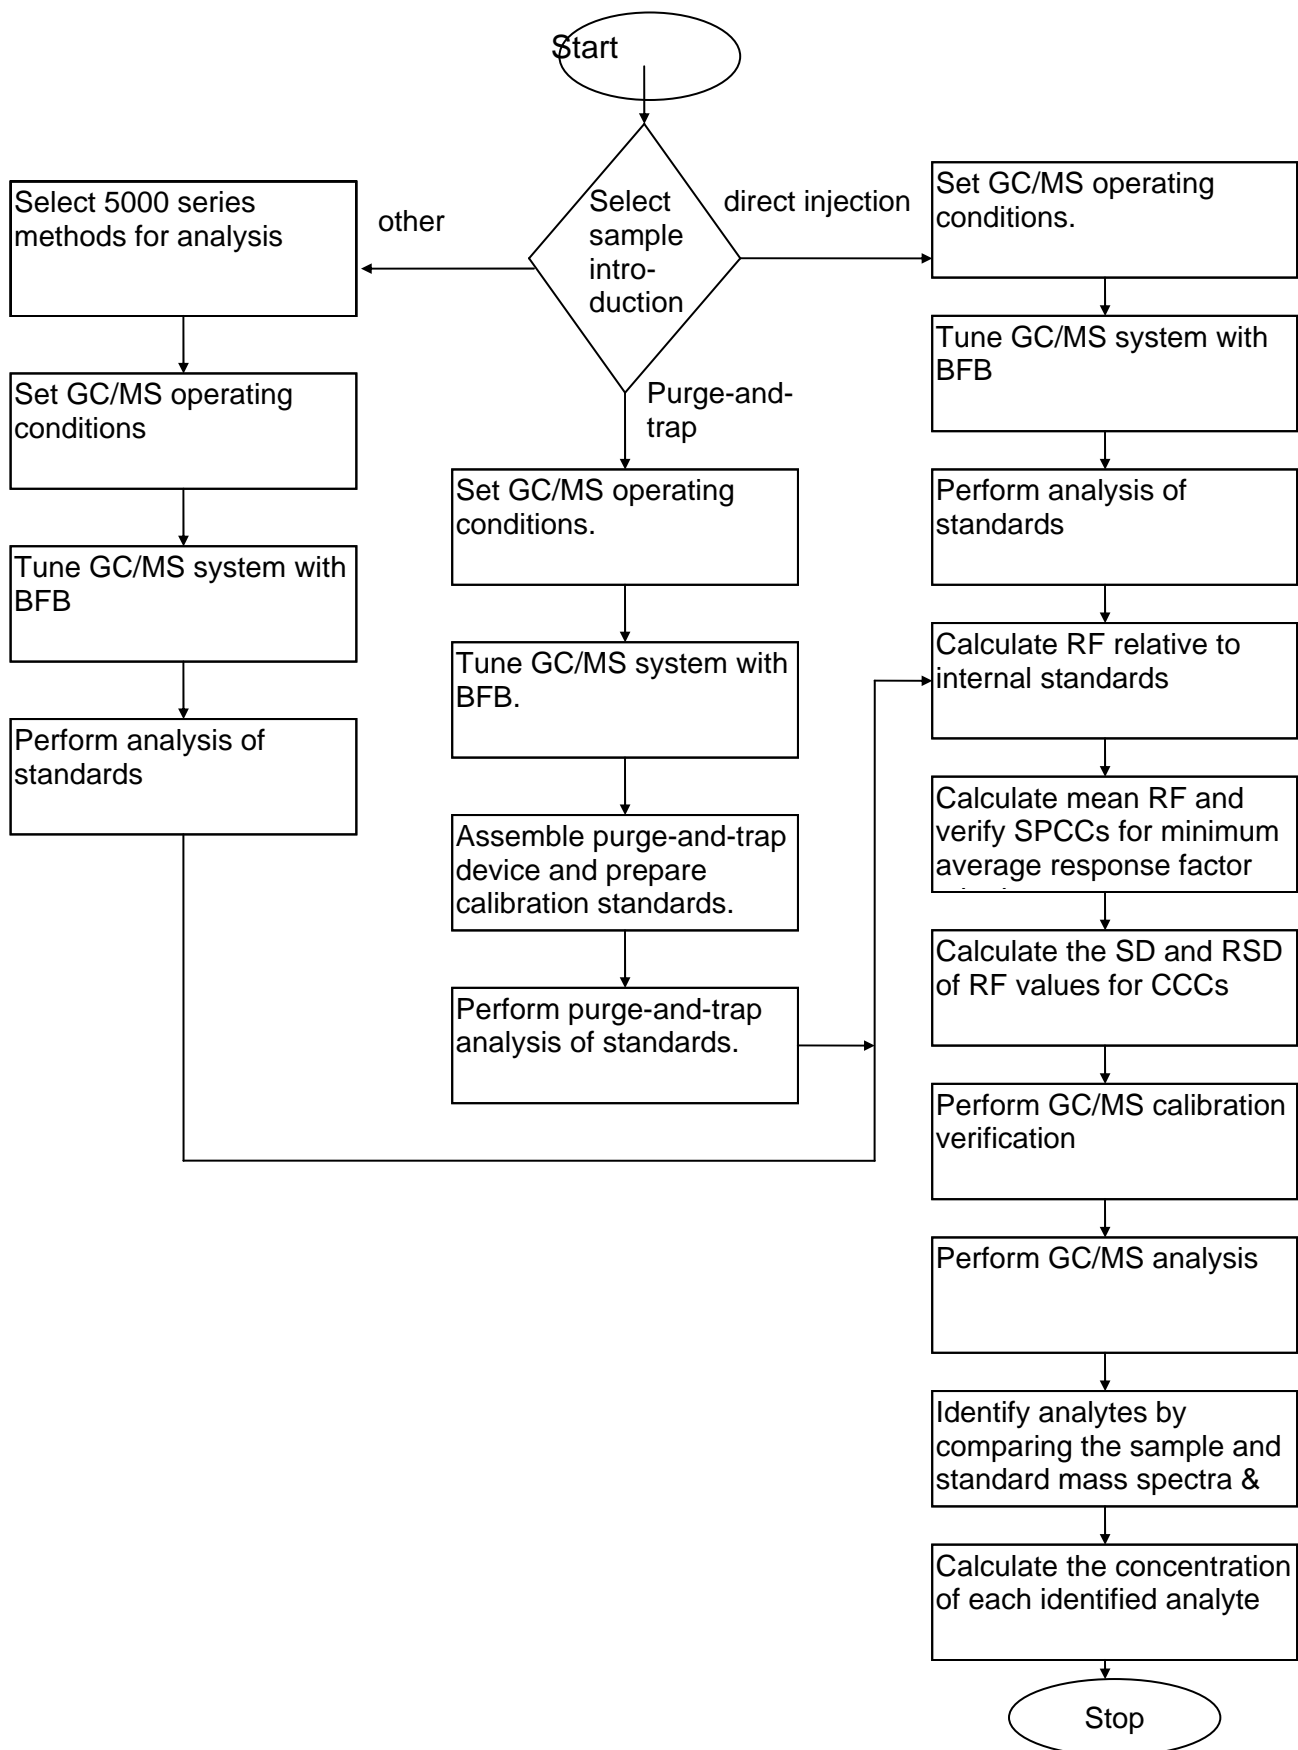 Start
Select
sample
intro-
duction
other
direct injection
Purge-and-
trap
Select 5000 series
methods for analysis
Set GC/MS operating
conditions
Tune GC/MS system with
BFB
Perform analysis of
standards
Set GC/MS operating
conditions.
Tune GC/MS system with
BFB.
Assemble purge-and-trap
device and prepare
calibration standards.
Perform purge-and-trap
analysis of standards.
Set GC/MS operating
conditions.
Tune GC/MS system with
BFB
Perform analysis of
standards
Calculate RF relative to
internal standards
Calculate mean RF and
verify SPCCs for minimum
average response factor
Calculate the SD and RSD
of RF values for CCCs
Perform GC/MS calibration
verification
Perform GC/MS analysis
Identify analytes by
comparing the sample and
standard mass spectra &
Calculate the concentration
of each identified analyte
Stop